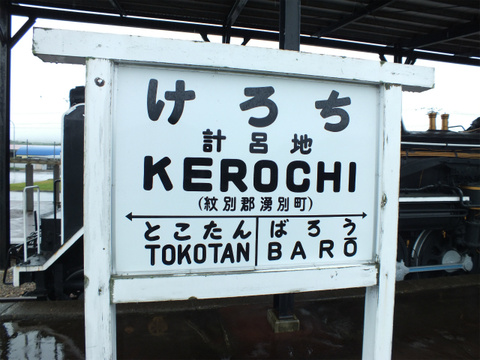 けろち
計呂地
KEROCHI
(紋別郡湧別町)
とこたん ばろう
TOKOTAN BARŌ